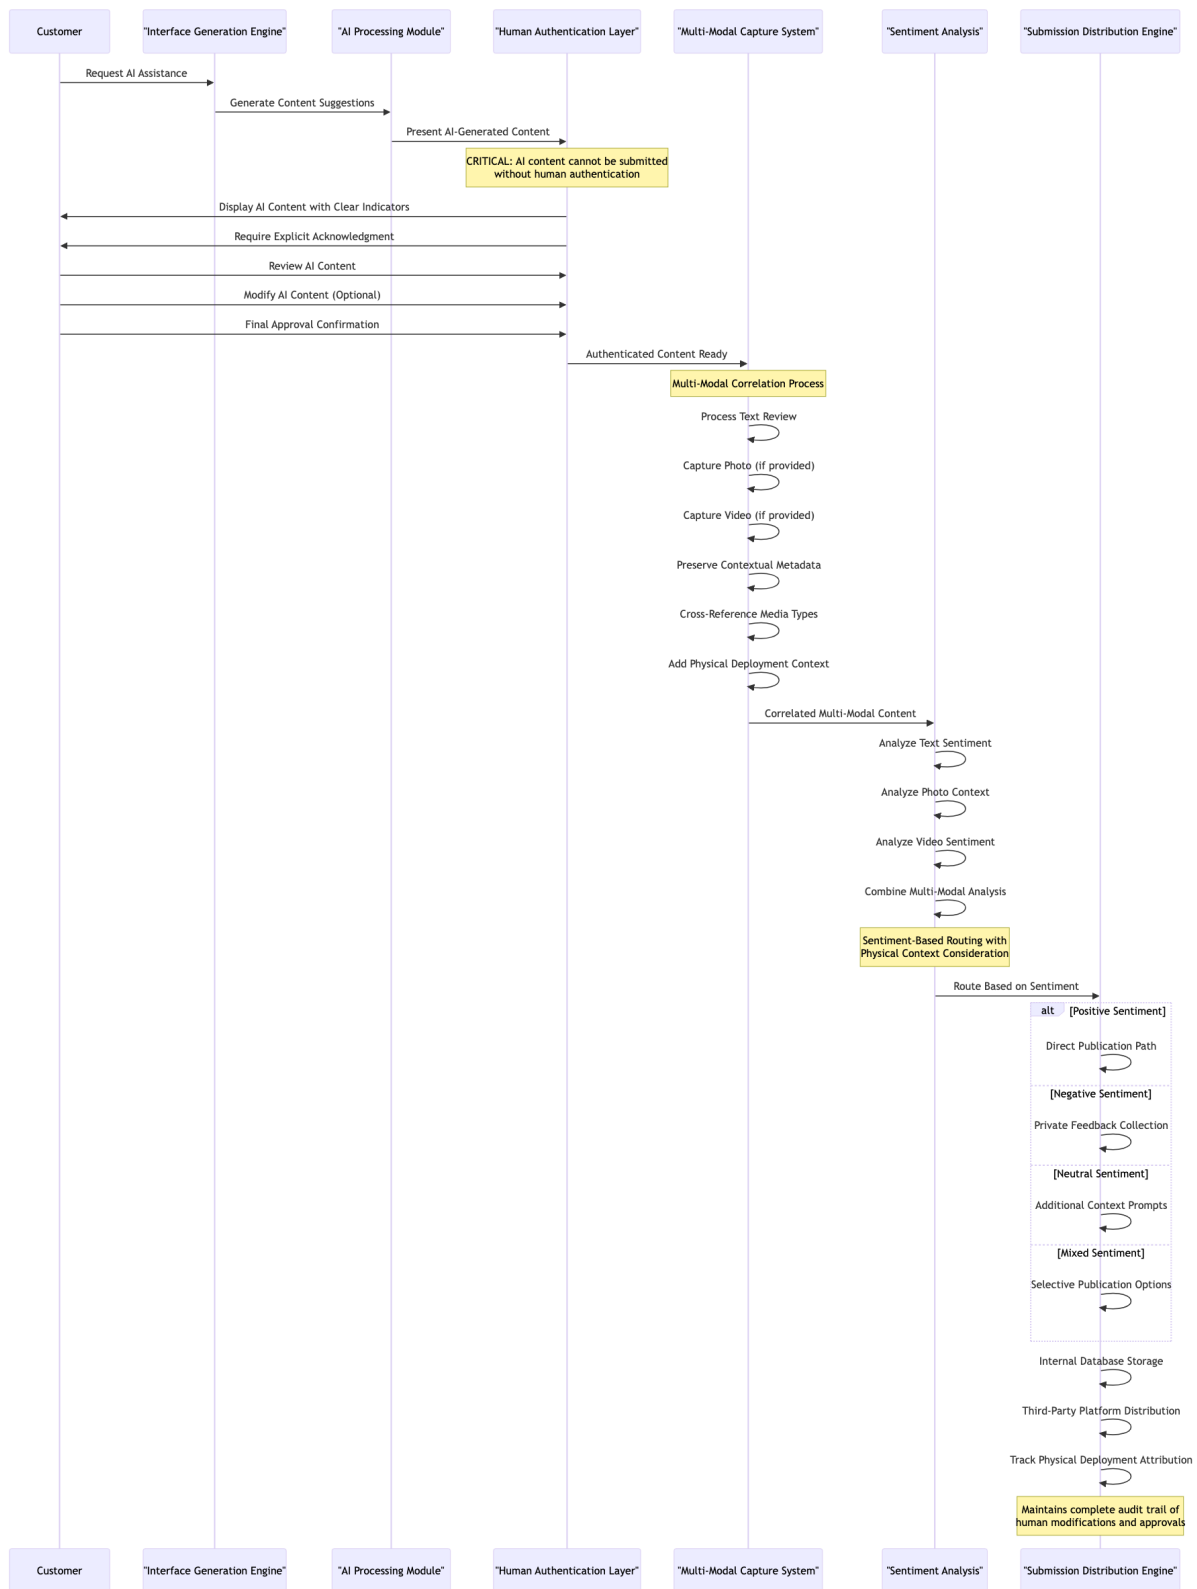 Customer
"Interface Generation Engine"
"AI Processing Module"
"Human Authentication Layer"
"Multi-Modal Capture System"
"Sentiment Analysis"
"Submission Distribution Engine"
Request AI Assistance
Generate Content Suggestions
Present AI-Generated Content
CRITICAL: AI content cannot be submitted
without human authentication
Display AI Content with Clear Indicators
Require Explicit Acknowledgment
Review AI Content
Modify AI Content (Optional)
Final Approval Confirmation
Authenticated Content Ready
Multi-Modal Correlation Process
Process Text Review
Capture Photo (if provided)
Capture Video (if provided)
Preserve Contextual Metadata
Cross-Reference Media Types
Add Physical Deployment Context
Correlated Multi-Modal Content
Analyze Text Sentiment
Analyze Photo Context
Analyze Video Sentiment
Combine Multi-Modal Analysis
Sentiment-Based Routing with
Physical Context Consideration
Route Based on Sentiment
alt
[Positive Sentiment]
Direct Publication Path
[Negative Sentiment]
Private Feedback Collection
[Neutral Sentiment]
Additional Context Prompts
[Mixed Sentiment]
Selective Publication Options
Internal Database Storage
Third-Party Platform Distribution
Track Physical Deployment Attribution
Maintains complete audit trail of
human modifications and approvals
Customer
"Interface Generation Engine"
"AI Processing Module"
"Human Authentication Layer"
"Multi-Modal Capture System"
"Sentiment Analysis"
"Submission Distribution Engine"